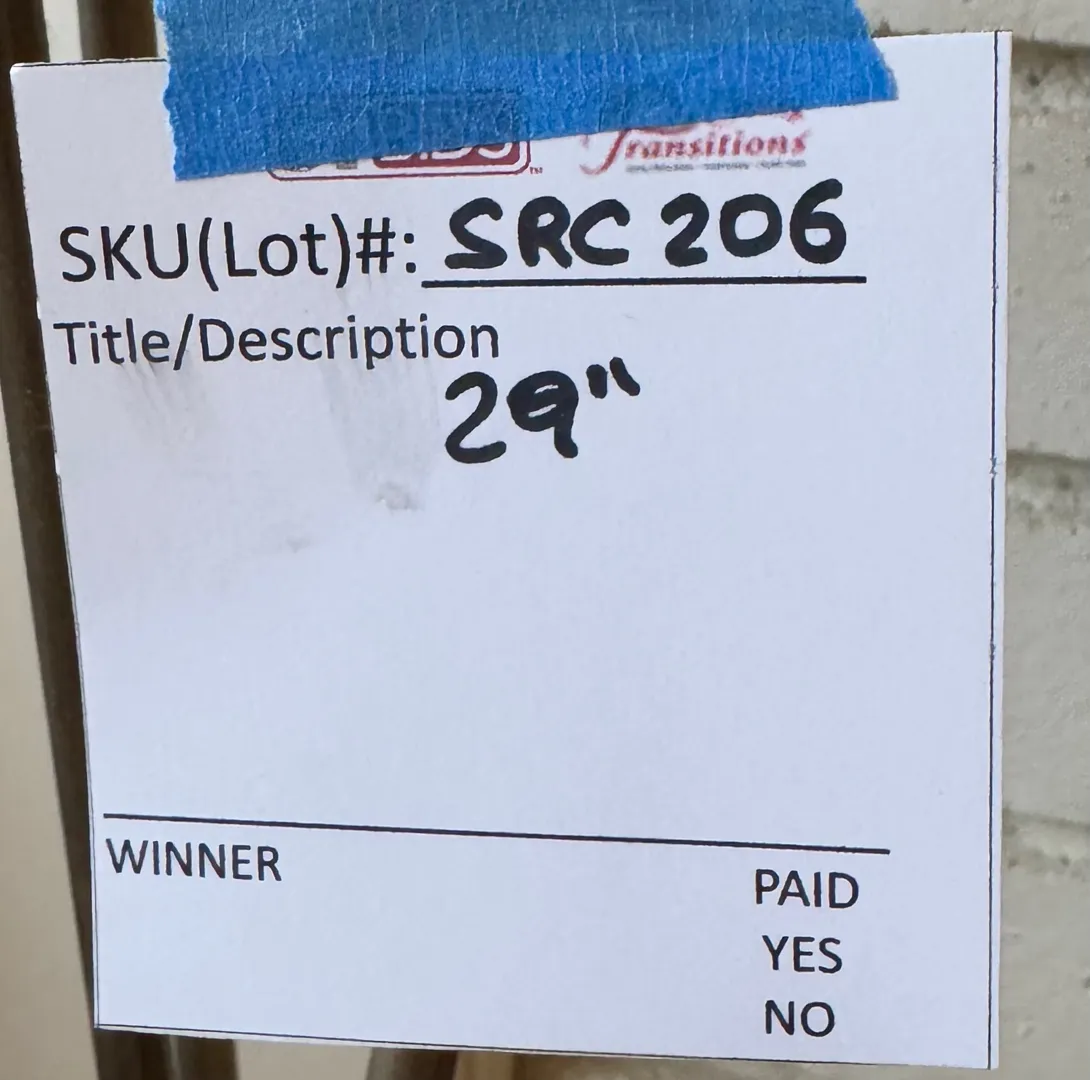 Transitions
SKU(Lot)#: SRC 206
Title/Description
29"
WINNER
PAID
YES
NO